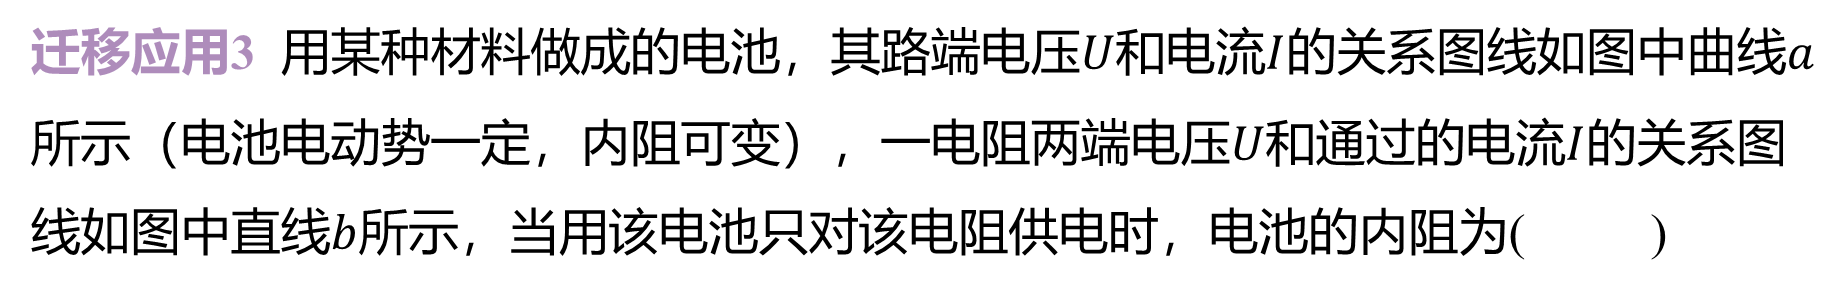 迁移应用3 用某种材料做成的电池，其路端电压U和电流I的关系图线如图中曲线a
所示（电池电动势一定，内阻可变），一电阻两端电压U和通过的电流I的关系图
线如图中直线b所示，当用该电池只对该电阻供电时，电池的内阻为(　　)